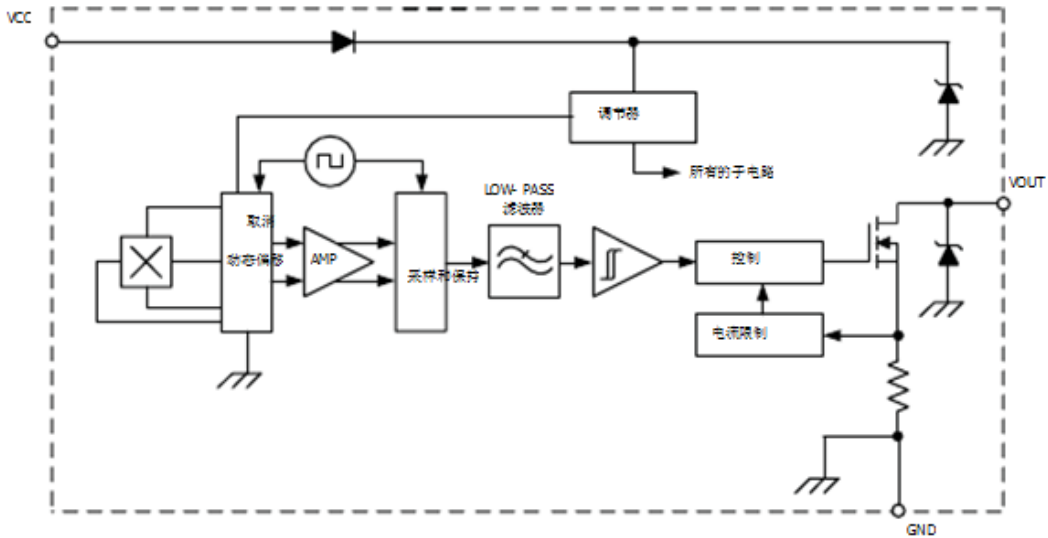 VCC
调节器
所有的子电路
LOW- PASS
滤波器
VOUT
取消
动态偏移
AMP
采样和保持
控制
电流限制
GND